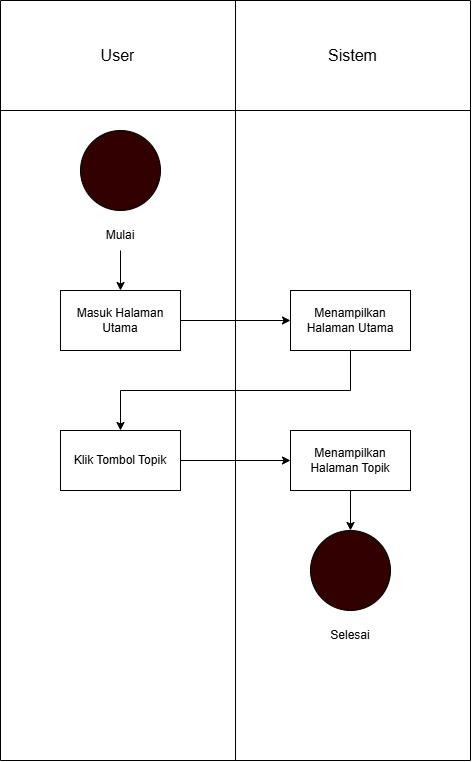 User
Sistem
Mulai
Masuk Halaman
Utama
Menampilkan
Halaman Utama
Klik Tombol Topik
Menampilkan
Halaman Topik
Selesai